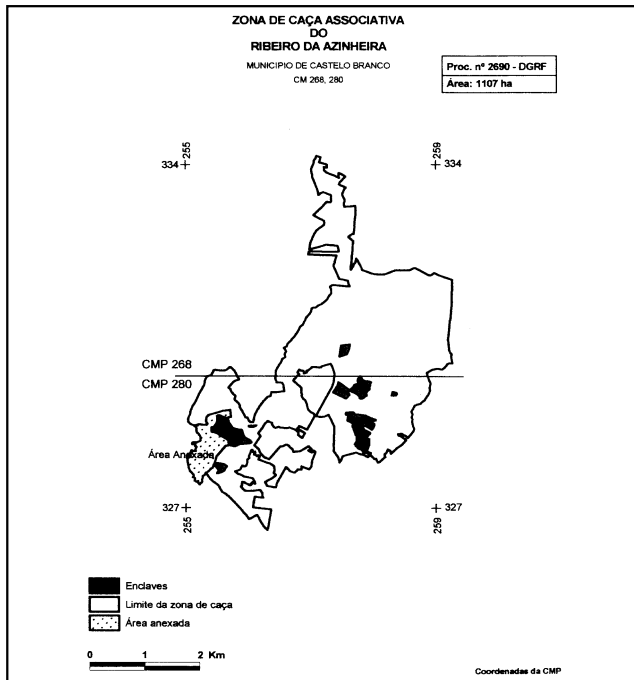 ZONA DE CAÇA ASSOCIATIVA
DO
RIBEIRO DA AZINHEIRA
MUNICIPIO DE CASTELO BRANCO
CM 268, 280
Proc. nº 2690 - DGRF
Área: 1107 ha
255
259
334
334
CMP 268
CMP 280
Área Anexada
327
327
255
259
Enclaves
Limite da zona de caça
Área anexada
0 1 2 Km
Coordenadas da CMP